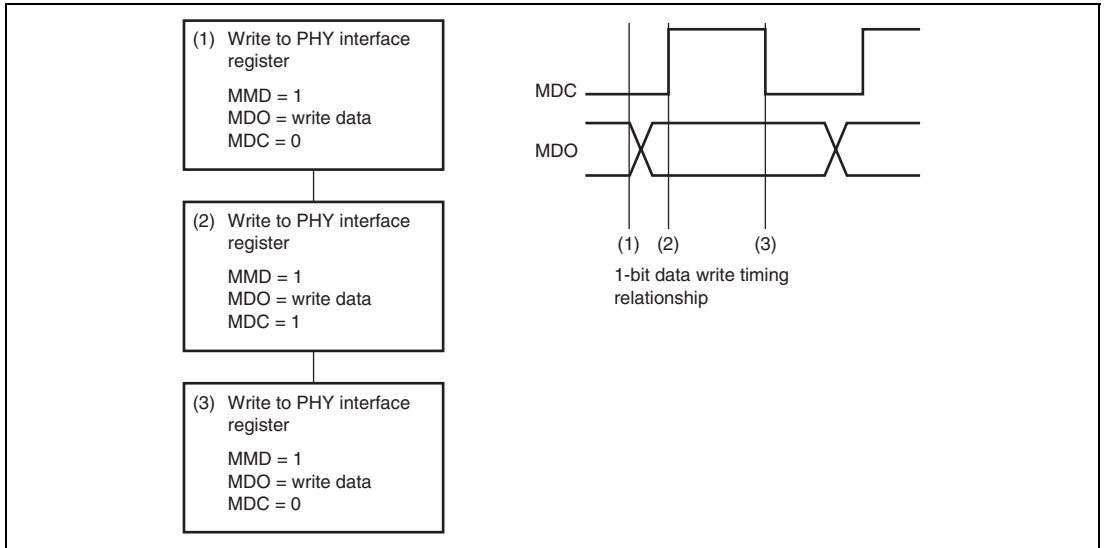 (1) Write to PHY interface
register
MMD = 1
MDO = write data
MDC = 0
(2) Write to PHY interface
register
MMD = 1
MDO = write data
MDC = 1
(3) Write to PHY interface
register
MMD = 1
MDO = write data
MDC = 0
MDC
MDO
(1) (2) (3)
1-bit data write timing
relationship